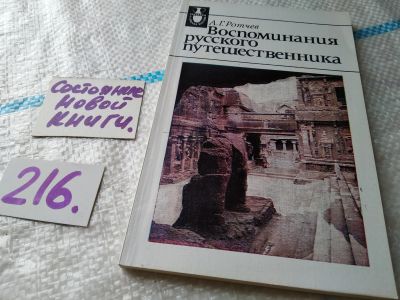 А.Г. Ротчев
Воспоминания
русского
путешественника
Состояние
новой
книги.
216.